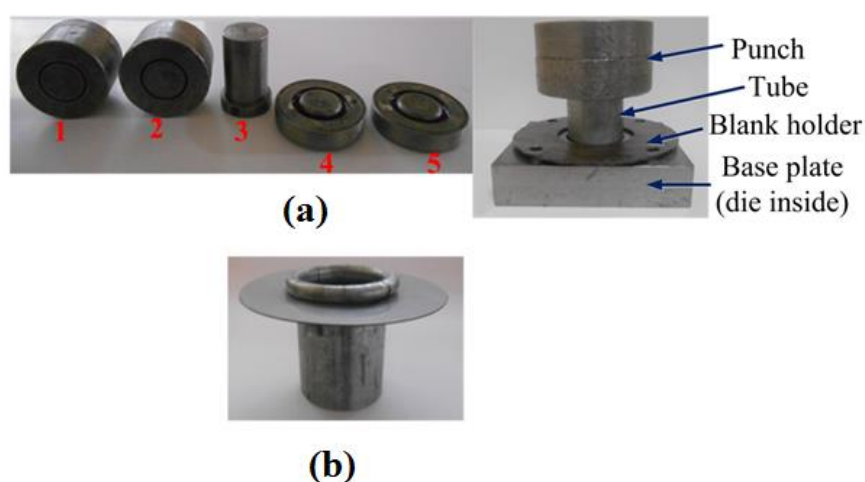 1
2
3
4
5
Punch
Tube
Blank holder
Base plate
(die inside)
(a)
(b)